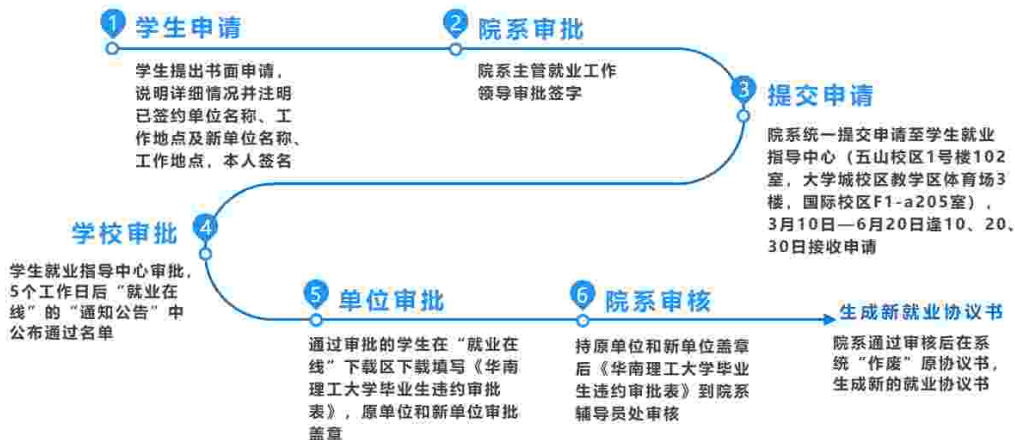 1 学生申请
学生提出书面申请，
说明详细情况并注明
已签约单位名称、工
作地点及新单位名称、
工作地点，本人签名
2 院系审批
院系主管就业工作
领导审批签字
3 提交申请
院系统一提交申请至学生就业
指导中心（五山校区1号楼102
室，大学城校区教学区体育场3
楼，国际校区F1-a205室），
3月10日—6月20日逢10、20、
30日接收申请
学校审批 4
学生就业指导中心审批，
5个工作日后“就业在
线”的“通知公告”中
公布通过名单
5 单位审批
通过审批的学生在“就业在
线”下载区下载填写《华南
理工大学毕业生违约审批
表》，原单位和新单位审批
盖章
6 院系审核
持原单位和新单位盖章
后《华南理工大学毕业
生违约审批表》到院系
辅导员处审核
生成新就业协议书
院系通过审核后在系
统“作废”原协议书，
生成新的就业协议书